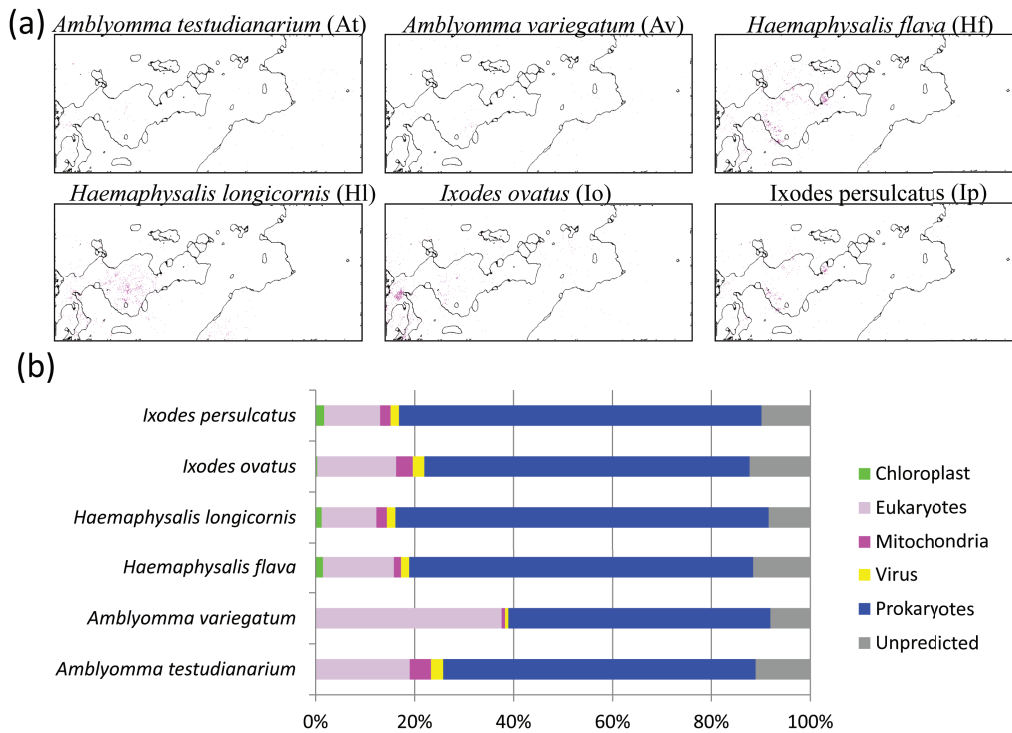 (a)
Amblyomma testudianarium (At)
Amblyomma variegatum (Av)
Haemaphysalis flava (Hf)
Haemaphysalis longicornis (Hl)
Ixodes ovatus (Io)
Ixodes persulcatus (Ip)
(b)
Ixodes persulcatus
Ixodes ovatus
Haemaphysalis longicornis
Haemaphysalis flava
Amblyomma variegatum
Amblyomma testudianarium
0% 20% 40% 60% 80% 100%
Chloroplast
Eukaryotes
Mitochondria
Virus
Prokaryotes
Unpredicted